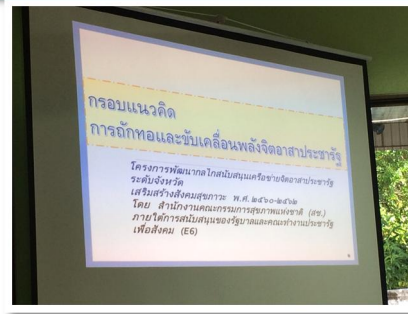 กรอบแนวคิด
การถักทอและขับเคลื่อนพลังจิตอาสาประชารัฐ
โครงการพัฒนากลไกสนับสนุนเครือข่ายจิตอาสาประชารัฐ
ระดับจังหวัด
เสริมสร้างสังคมสุขภาวะ พ.ศ. ๒๕๖๐-๒๕๖๒
โดย สำนักงานคณะกรรมการสุขภาพแห่งชาติ (สช.)
ภายใต้การสนับสนุนของรัฐบาลและคณะทำงานประชารัฐ
เพื่อสังคม (E6)